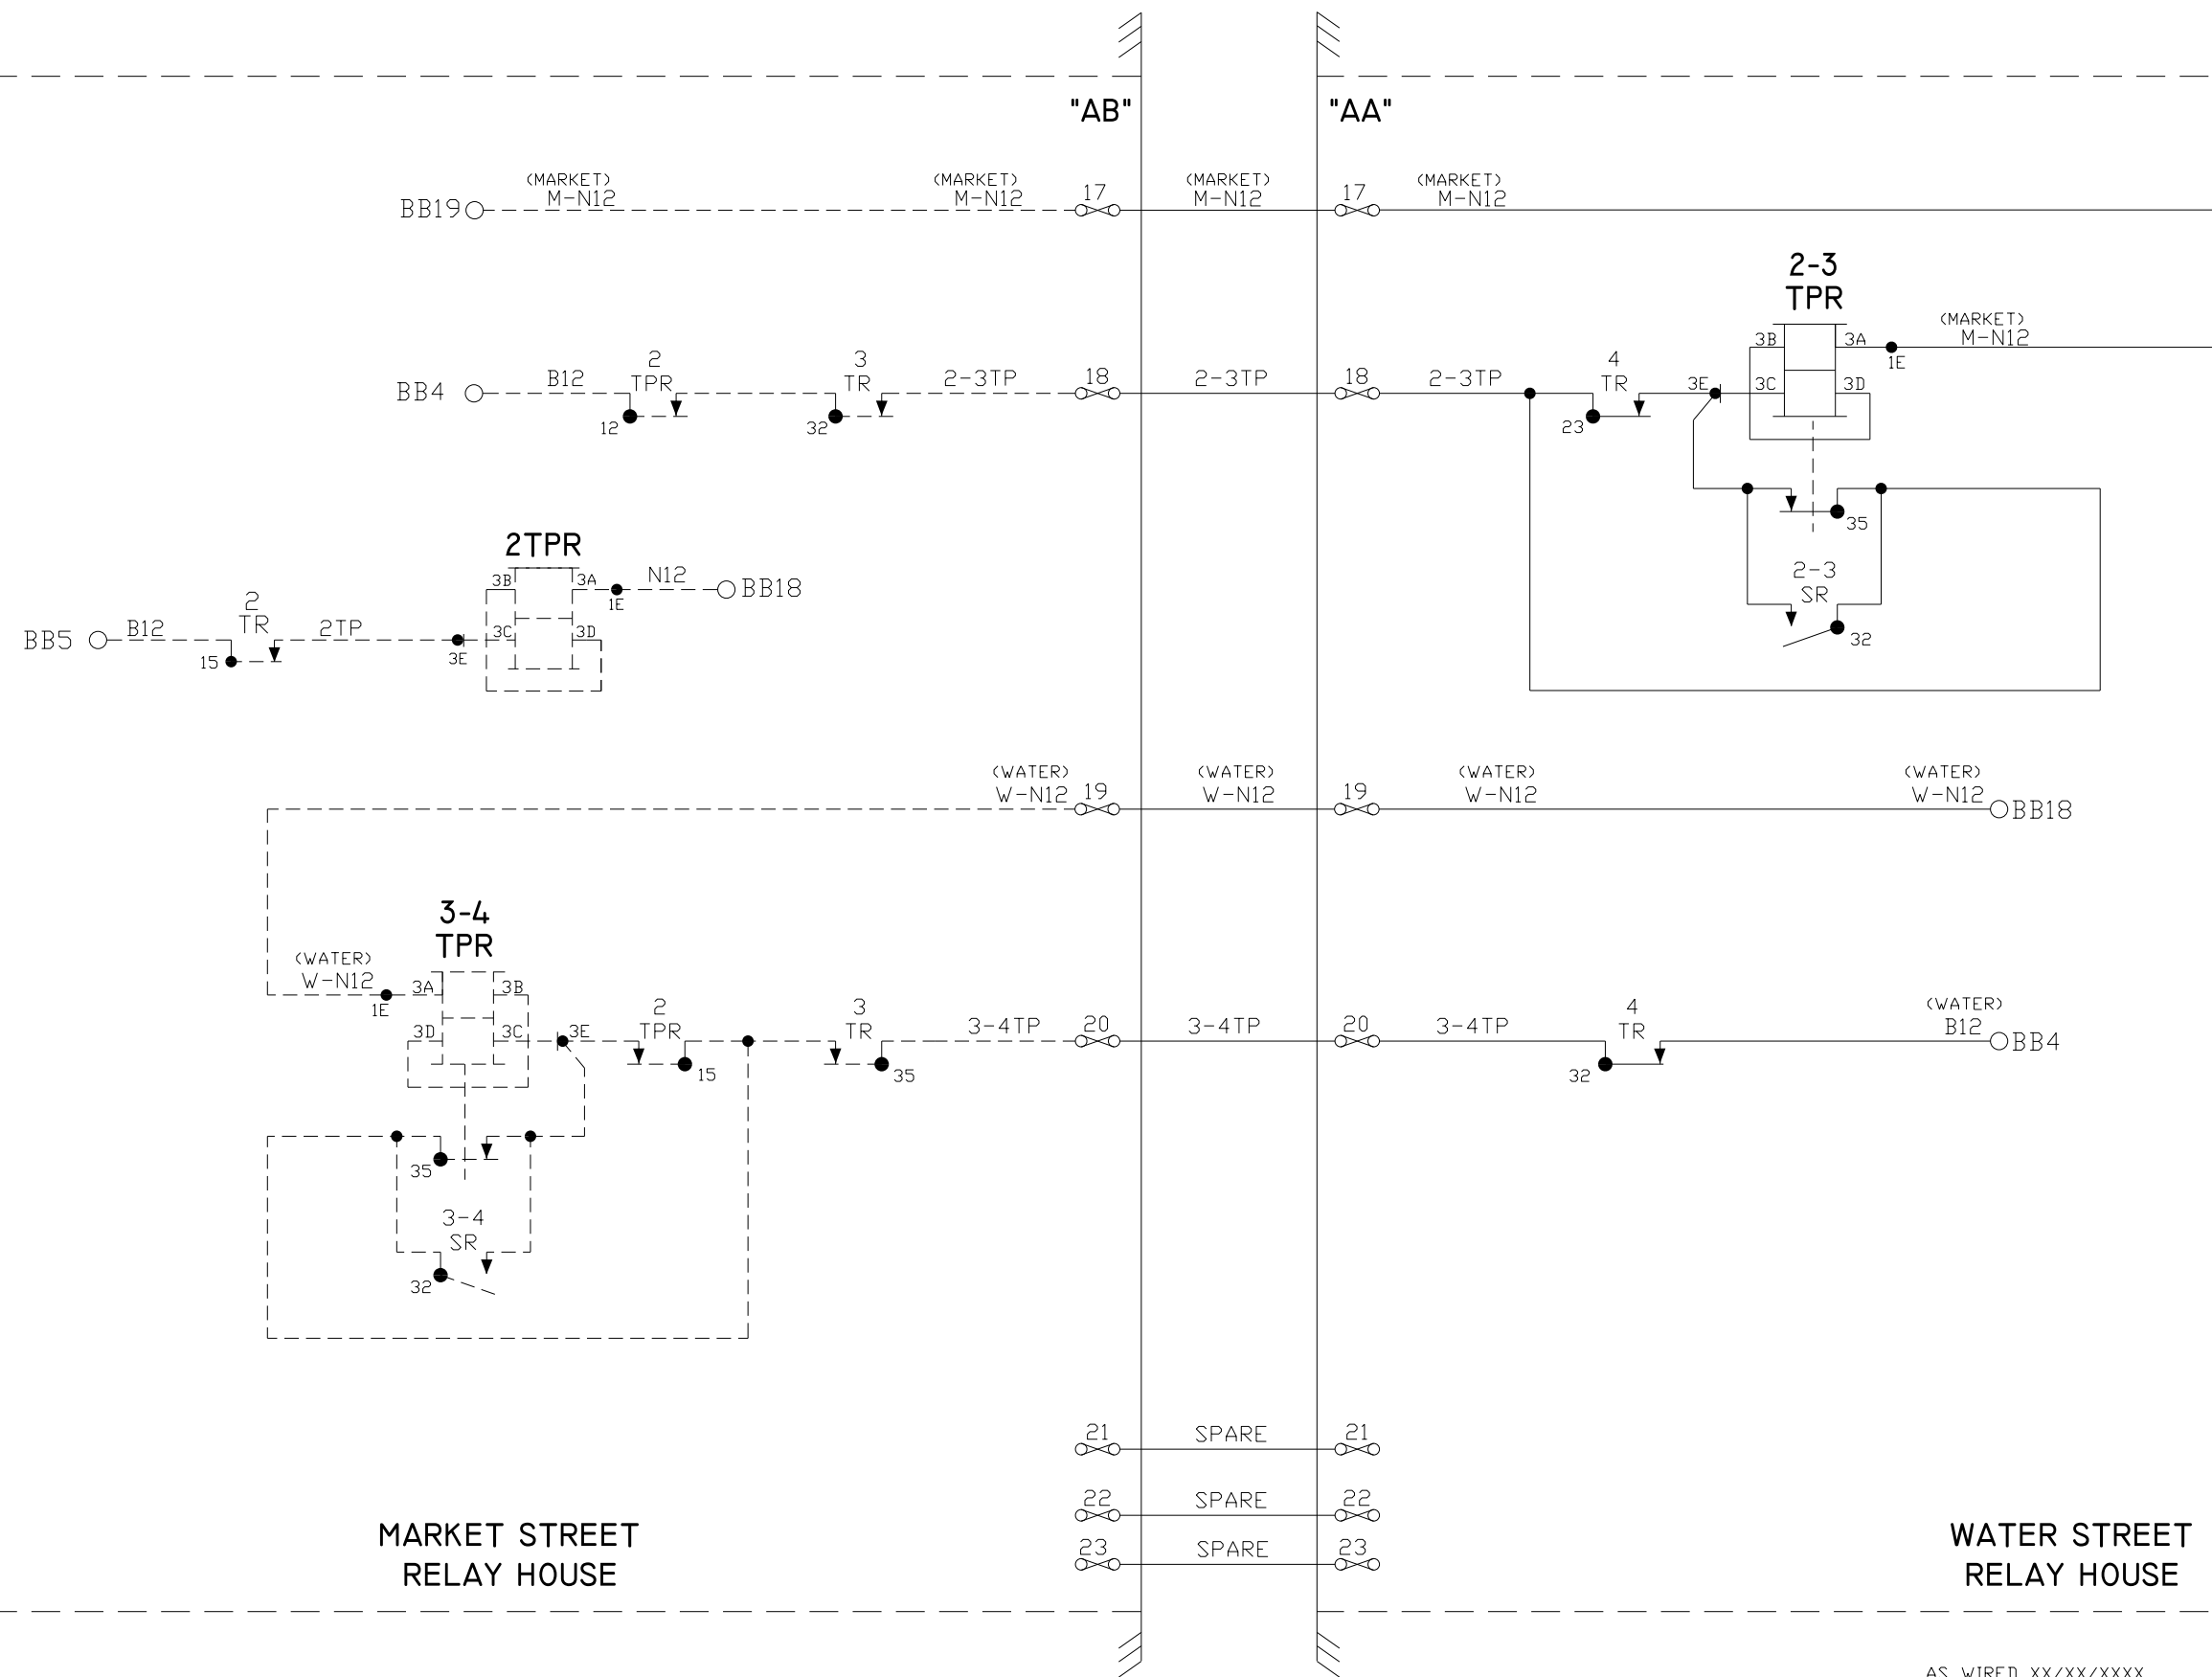 "AB" "AA"
(MARKET) (MARKET) (MARKET) (MARKET)
BB19 M-N12 M-N12 17 M-N12 17 M-N12
2-3
TPR
3B 3A (MARKET)
M-N12
1E
BB4 B12 2 3 2-3TP 18 2-3TP 18 2-3TP 4 3E 3C 3D
TPR TR TR
12 32 23
35
2-3
SR
32
2TPR
3B 3A N12 BB18
1E
BB5 B12 2 2TP 3C 3D
TR
15 3E
(WATER) (WATER) (WATER) (WATER)
W-N12 19 W-N12 19 W-N12 W-N12 BB18
3-4
TPR
(WATER)
W-N12 3A 3B
1E
3D 3C 3E 2 3 3-4TP 20 3-4TP 20 3-4TP 4 (WATER)
TPR TR TR B12 BB4
15 35 32
35
3-4
SR
32
21 SPARE 21
22 SPARE 22
23 SPARE 23
MARKET STREET
RELAY HOUSE
WATER STREET
RELAY HOUSE
AS WIRED XX/XX/XXXX